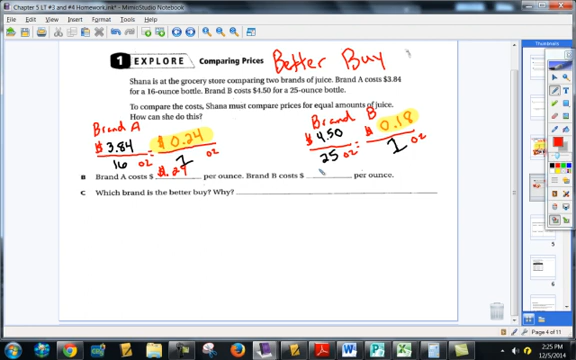 Chapter 5 LT #3 and #4 Homework.ink* - MimioStudio Notebook
File Edit View Insert Format Tools Help
1 EXPLORE Comparing Prices Better Buy
Shana is at the grocery store comparing two brands of juice. Brand A costs $3.84
for a 16-ounce bottle. Brand B costs $4.50 for a 25-ounce bottle.
To compare the costs, Shana must compare prices for equal amounts of juice.
How can she do this?
Brand A Brand B
$3.84 = $0.24 $4.50 = $0.18
16 oz 1 oz 25 oz 1 oz
B Brand A costs $ $.24 per ounce. Brand B costs $ per ounce.
C Which brand is the better buy? Why?
Thumbnails
5
6
Page 4 of 11
2:25 PM
12/5/2014